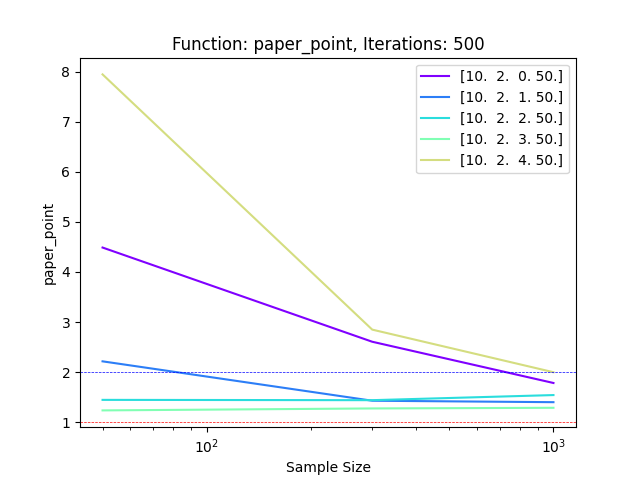 Function: paper_point, Iterations: 500
[10. 2. 0. 50.]
[10. 2. 1. 50.]
[10. 2. 2. 50.]
[10. 2. 3. 50.]
[10. 2. 4. 50.]
8
7
6
5
4
3
2
1
paper_point
10²
10³
Sample Size